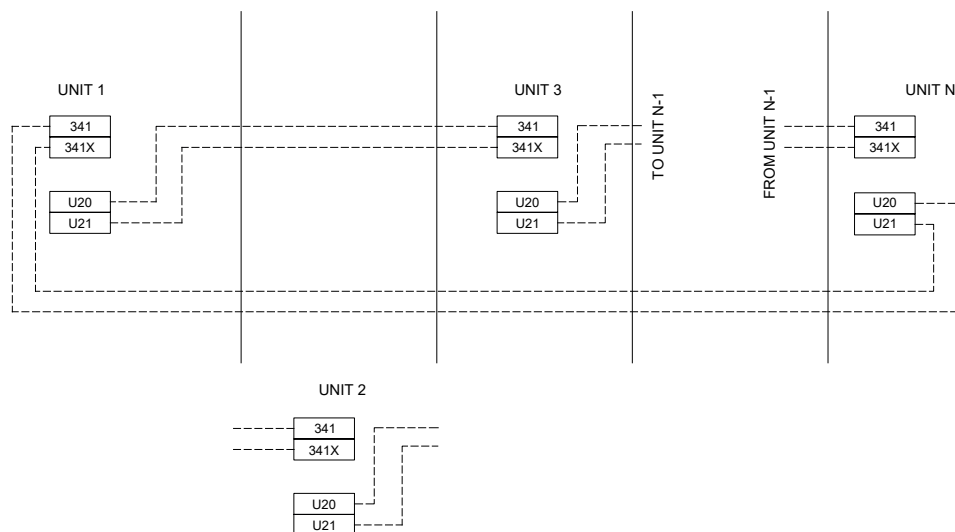 UNIT 1
341
341X
U20
U21
UNIT 3
341
341X
U20
U21
TO UNIT N-1
FROM UNIT N-1
UNIT N
341
341X
U20
U21
UNIT 2
341
341X
U20
U21